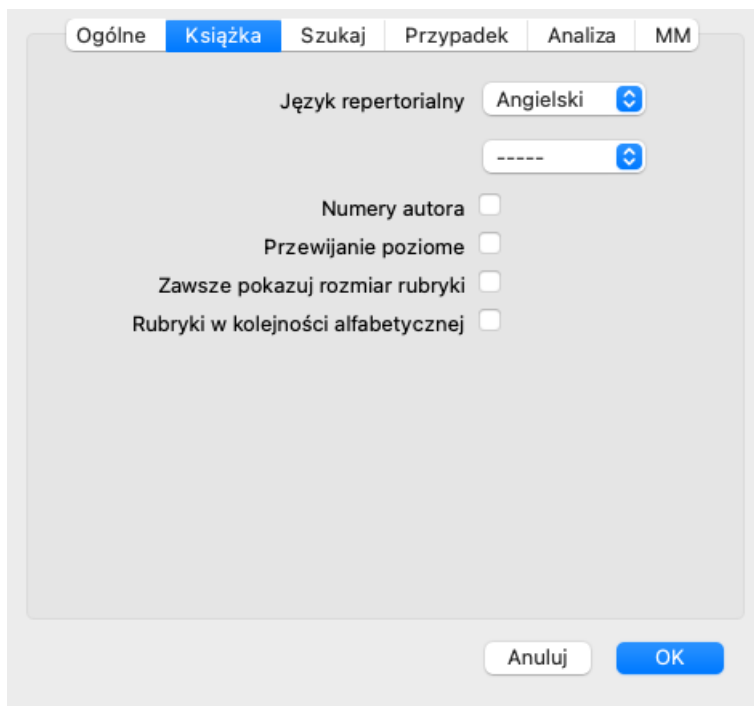 Ogólne Książka Szukaj Przypadek Analiza MM
Język repertorialny Angielski
-----
Numery autora
Przewijanie poziome
Zawsze pokazuj rozmiar rubryki
Rubryki w kolejności alfabetycznej
Anuluj OK